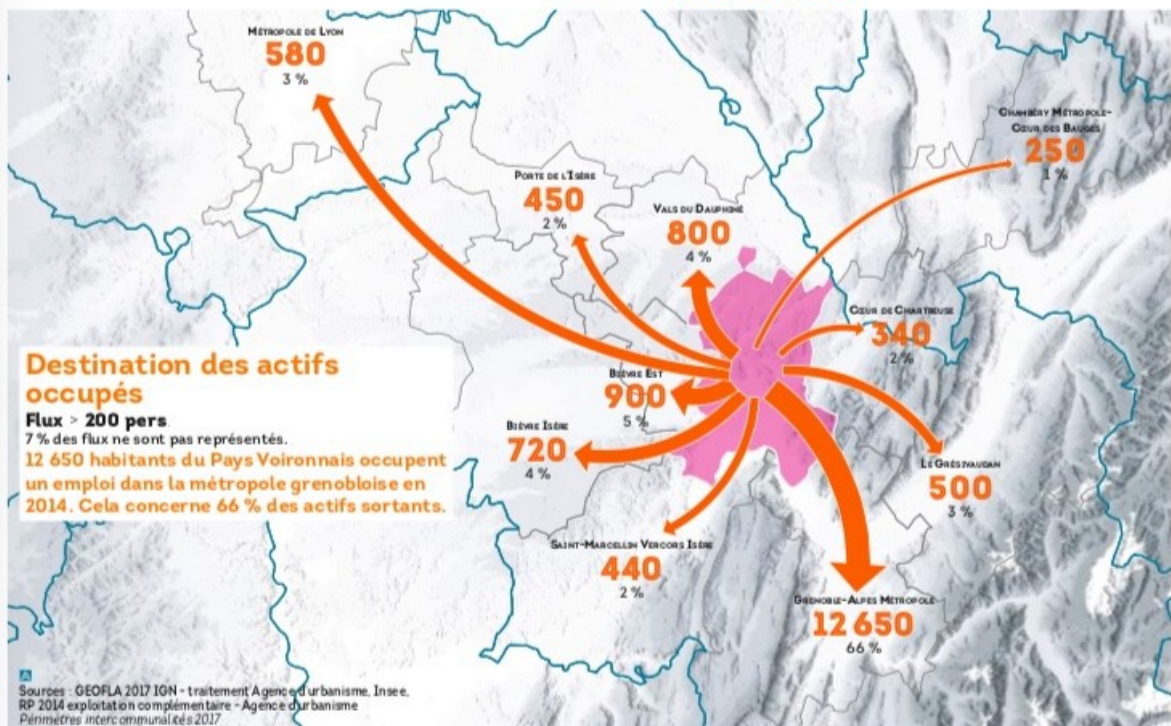 MÉTROPOLE DE LYON
580
3 %
CHAMBÉRY MÉTROPOLE-
CŒUR DES BAUGES
250
1 %
PORTE DE L'ISÈRE
450
2 %
VALS DU DAUPHINÉ
800
4 %
CŒUR DE CHARTREUSE
340
2 %
Destination des actifs
occupés
Flux > 200 pers.
7 % des flux ne sont pas représentés.
12 650 habitants du Pays Voironnais occupent
un emploi dans la métropole grenobloise en
2014. Cela concerne 66 % des actifs sortants.
BIÈVRE EST
900
5 %
BIÈVRE ISÈRE
720
4 %
LE GRÉSIVAUDAN
500
3 %
SAINT-MARCELLIN VERCORS ISÈRE
440
2 %
GRENOBLE-ALPES MÉTROPOLE
12 650
66 %
Sources : GEOFLA 2017 IGN - traitement Agence d'urbanisme, Insee,
RP 2014 exploitation complémentaire - Agence d'urbanisme
Périmètres intercommunalités 2017